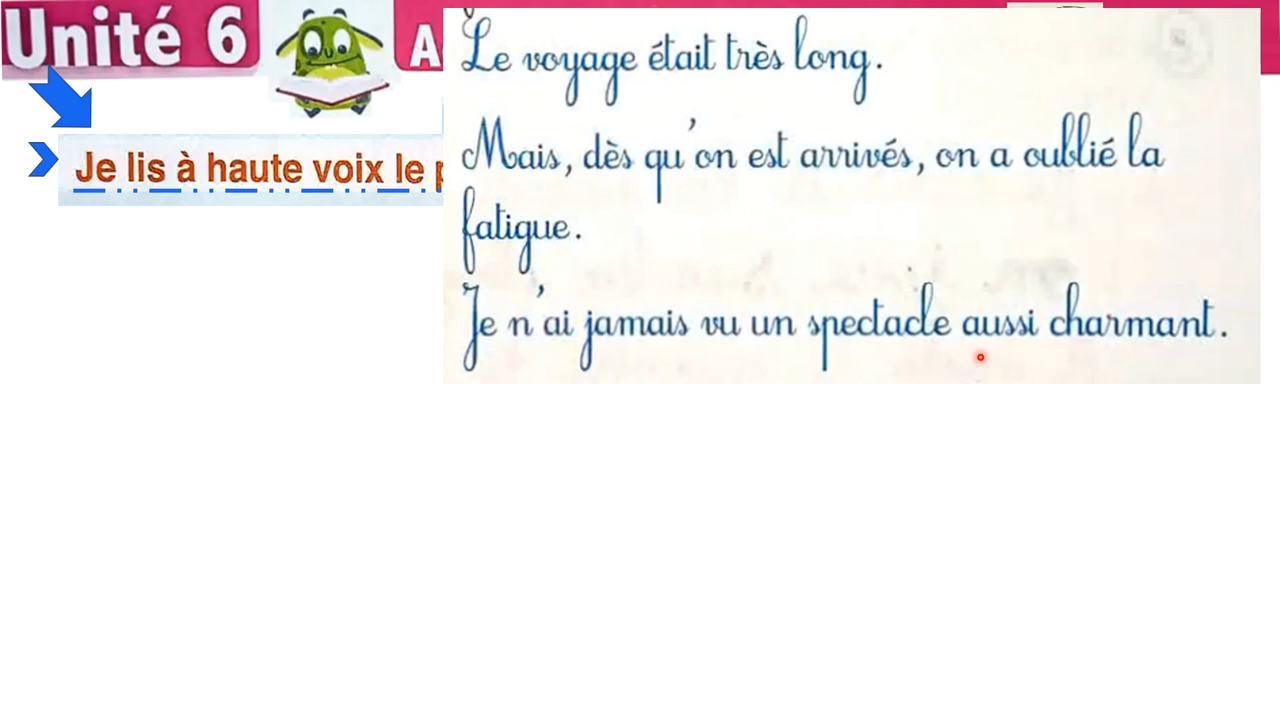 Unité 6
A
Je lis à haute voix le
Le voyage était très long.
Mais, dès qu'on est arrivés, on a oublié la
fatigue.
Je n'ai jamais vu un spectacle aussi charmant.